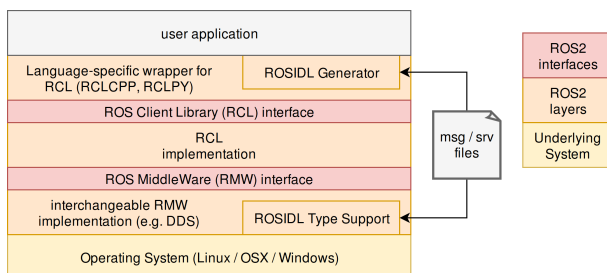 user application
Language-specific wrapper for
RCL (RCLCPP, RCLPY)
ROSIDL Generator
ROS Client Library (RCL) interface
RCL
implementation
ROS MiddleWare (RMW) interface
interchangeable RMW
implementation (e.g. DDS)
ROSIDL Type Support
Operating System (Linux / OSX / Windows)
msg / srv
files
ROS2
interfaces
ROS2
layers
Underlying
System